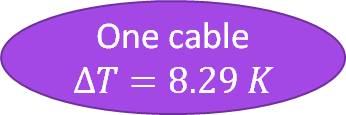 One cable
ΔT = 8.29 K